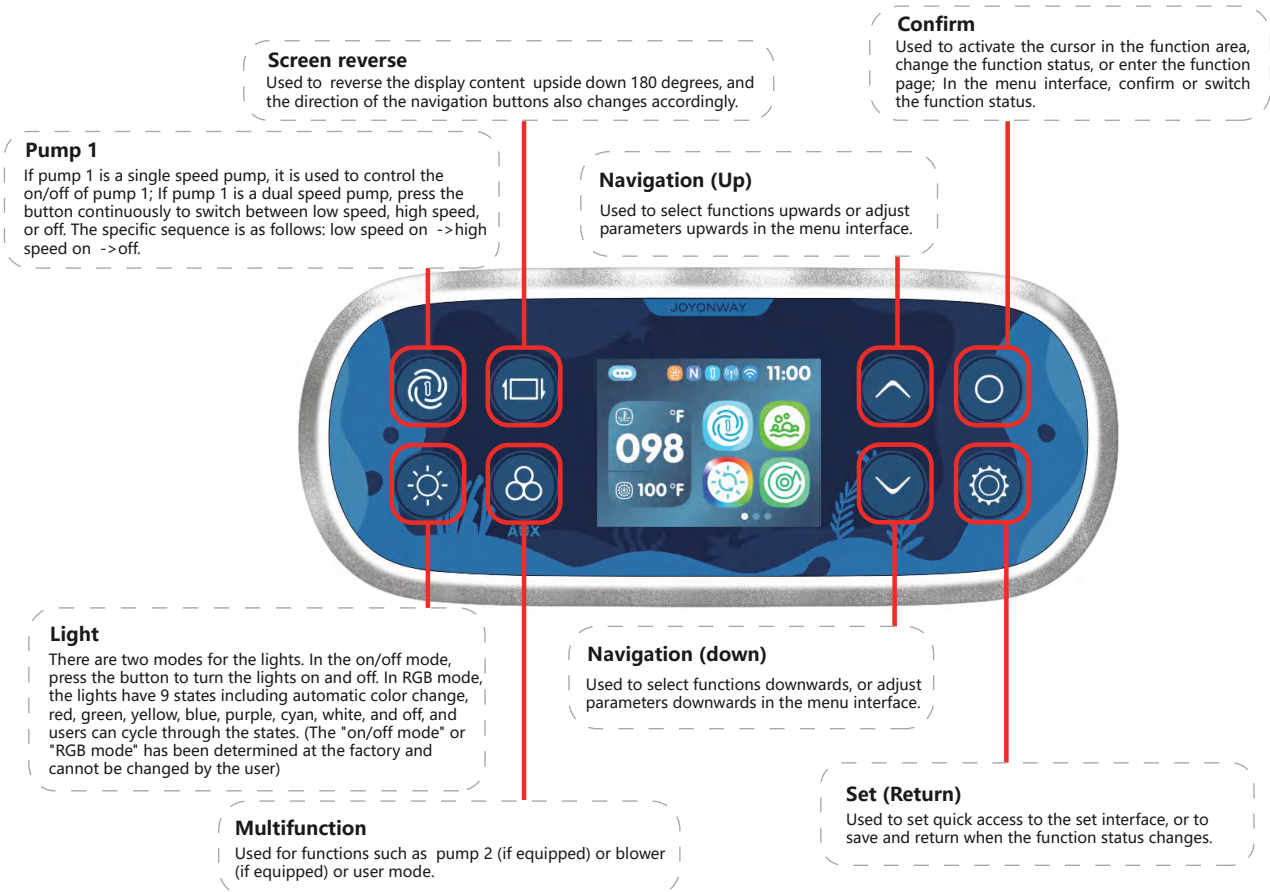 Confirm
Used to activate the cursor in the function area,
change the function status, or enter the function
page; In the menu interface, confirm or switch
the function status.
Screen reverse
Used to reverse the display content upside down 180 degrees, and
the direction of the navigation buttons also changes accordingly.
Pump 1
If pump 1 is a single speed pump, it is used to control the
on/off of pump 1; If pump 1 is a dual speed pump, press the
button continuously to switch between low speed, high speed,
or off. The specific sequence is as follows: low speed on ->high
speed on ->off.
Navigation (Up)
Used to select functions upwards or adjust
parameters upwards in the menu interface.
JOYONWAY
N
11:00
°F
098
100 °F
AUX
Light
There are two modes for the lights. In the on/off mode,
press the button to turn the lights on and off. In RGB mode,
the lights have 9 states including automatic color change,
red, green, yellow, blue, purple, cyan, white, and off, and
users can cycle through the states. (The "on/off mode" or
"RGB mode" has been determined at the factory and
cannot be changed by the user)
Navigation (down)
Used to select functions downwards, or adjust
parameters downwards in the menu interface.
Multifunction
Used for functions such as pump 2 (if equipped) or blower
(if equipped) or user mode.
Set (Return)
Used to set quick access to the set interface, or to
save and return when the function status changes.